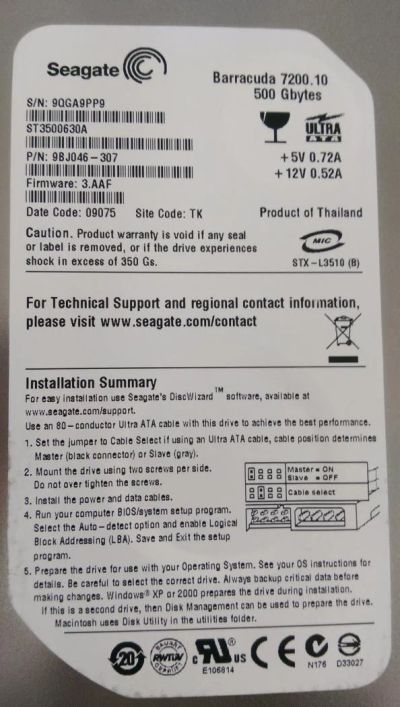 Seagate
Barracuda 7200.10
500 Gbytes
S/N: 9QGA9PP9
ST3500630A
ULTRA
ATA
P/N: 9BJ046-307
+5V 0.72A
+12V 0.52A
Firmware: 3.AAF
Date Code: 09075 Site Code: TK Product of Thailand
Caution. Product warranty is void if any seal
or label is removed, or if the drive experiences
shock in excess of 350 Gs.
MIC
STX-L3510 (B)
For Technical Support and regional contact information,
please visit www.seagate.com/contact
Installation Summary
For easy installation use Seagate's DiscWizard™ software, available at
www.seagate.com/support.
Use an 80-conductor Ultra ATA cable with this drive to achieve the best performance.
1. Set the jumper to Cable Select if using an Ultra ATA cable, cable position determines
Master (black connector) or Slave (gray).
2. Mount the drive using two screws per side.
Do not over tighten the screws.
Master = ON
Slave = OFF
Cable select
3. Install the power and data cables.
4. Run your computer BIOS/system setup program.
Select the Auto-detect option and enable Logical
Block Addressing (LBA). Save and Exit the setup
program.
5. Prepare the drive for use with your Operating System. See your OS instructions for
details. Be careful to select the correct drive. Always backup critical data before
making changes. Windows® XP or 2000 prepares the drive during installation.
If this is a second drive, then Disk Management can be used to prepare the drive.
Macintosh uses Disk Utility in the utilities folder.
20
RWTUV
c RU US
E106814
CE
N176
D33027